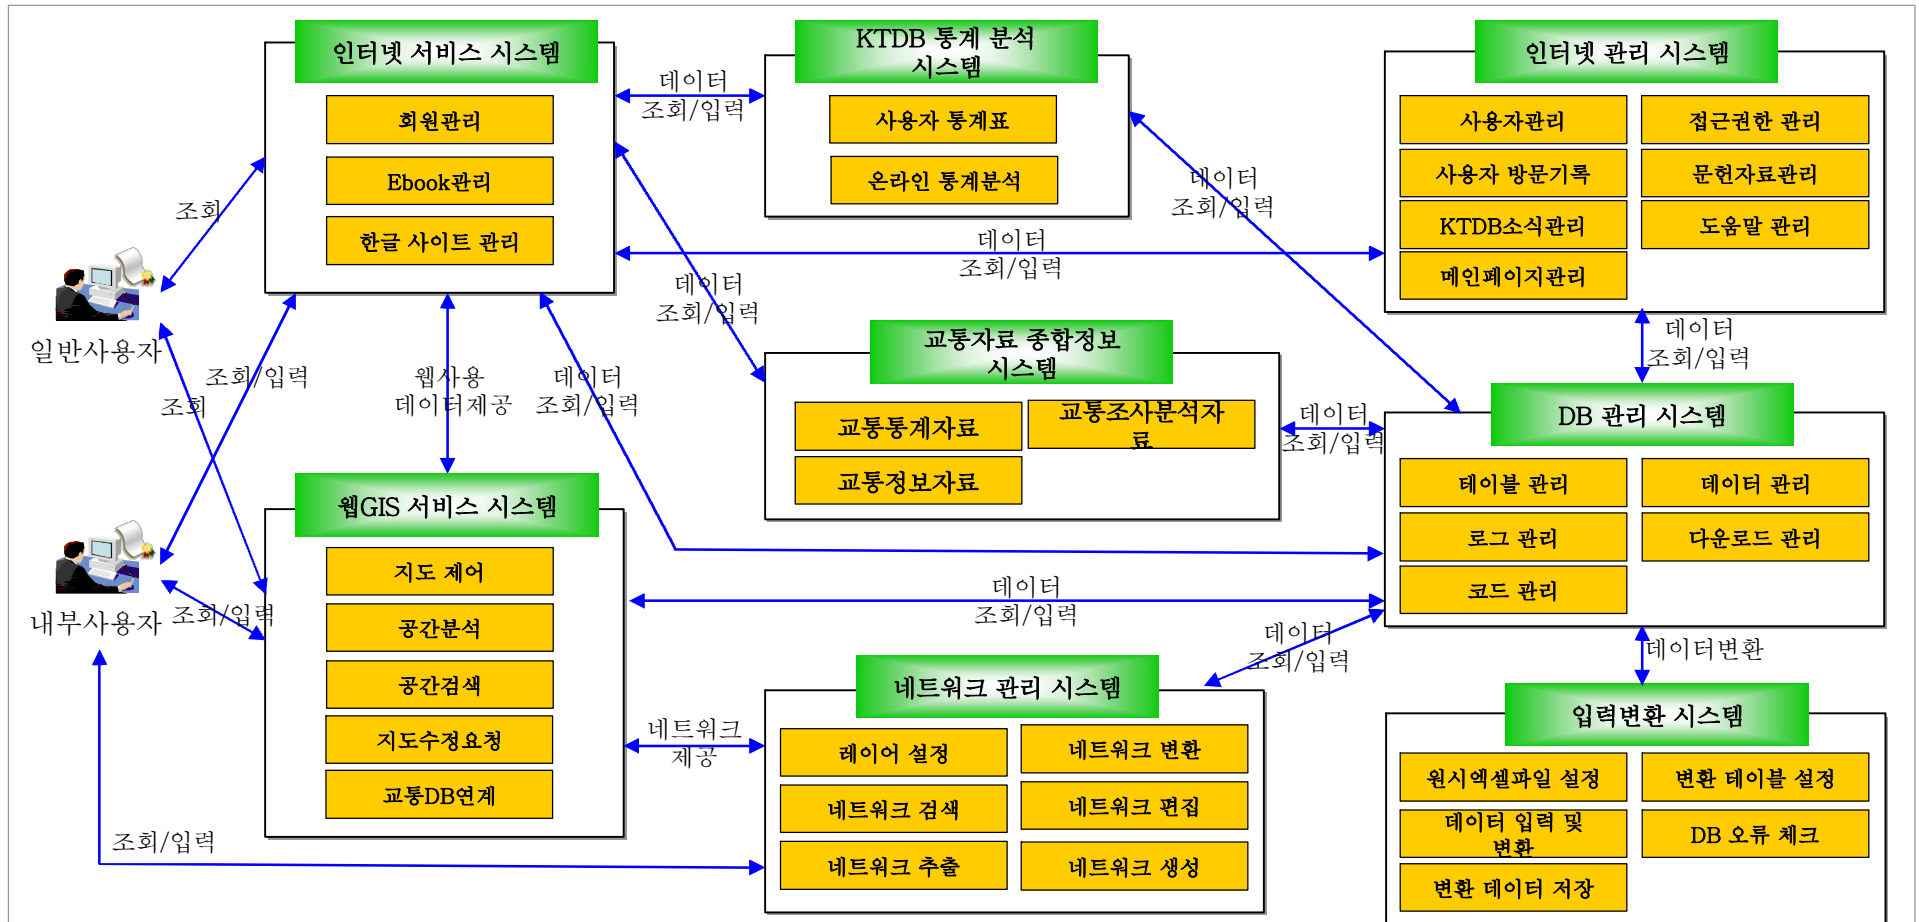 인터넷 서비스 시스템
회원관리
Ebook관리
한글 사이트 관리
데이터
조회/입력
KTDB 통계 분석
시스템
사용자 통계표
온라인 통계분석
인터넷 관리 시스템
사용자관리
접근권한 관리
사용자 방문기록
문헌자료관리
KTDB소식관리
도움말 관리
메인페이지관리
데이터
조회/입력
데이터
조회/입력
데이터
조회/입력
데이터
조회/입력
조회
일반사용자
조회/입력
조회
웹사용
데이터제공
데이터
조회/입력
교통자료 종합정보
시스템
교통통계자료
교통조사분석자
료
교통정보자료
데이터
조회/입력
DB 관리 시스템
테이블 관리
데이터 관리
로그 관리
다운로드 관리
코드 관리
웹GIS 서비스 시스템
지도 제어
공간분석
공간검색
지도수정요청
교통DB연계
내부사용자
조회/입력
데이터
조회/입력
데이터
조회/입력
데이터변환
네트워크
제공
네트워크 관리 시스템
레이어 설정
네트워크 변환
네트워크 검색
네트워크 편집
네트워크 추출
네트워크 생성
조회/입력
입력변환 시스템
원시엑셀파일 설정
변환 테이블 설정
데이터 입력 및
변환
DB 오류 체크
변환 데이터 저장